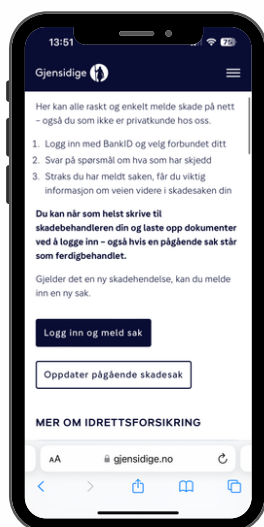 13:51
75
Gjensidige
Her kan alle raskt og enkelt melde skade på nett
– også du som ikke er privatkunde hos oss.
1. Logg inn med BankID og velg forbundet ditt
2. Svar på spørsmål om hva som har skjedd
3. Straks du har meldt saken, får du viktig
informasjon om veien videre i skadesaken din
Du kan når som helst skrive til
skadebehandleren din og laste opp dokumenter
ved å logge inn – også hvis en pågående sak står
som ferdigbehandlet.
Gjelder det en ny skadehendelse, kan du melde
inn en ny sak.
Logg inn og meld sak
Oppdater pågående skadesak
MER OM IDRETTSFORSIKRING
AA
gjensidige.no